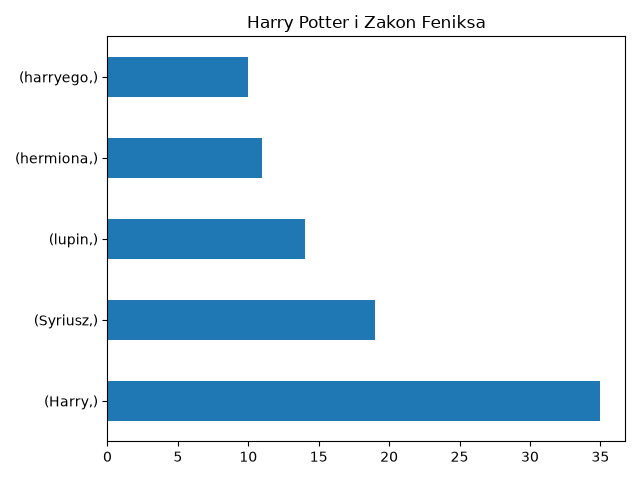 Harry Potter i Zakon Feniksa
(harryego,)
(hermiona,)
(lupin,)
(Syriusz,)
(Harry,)
0 5 10 15 20 25 30 35